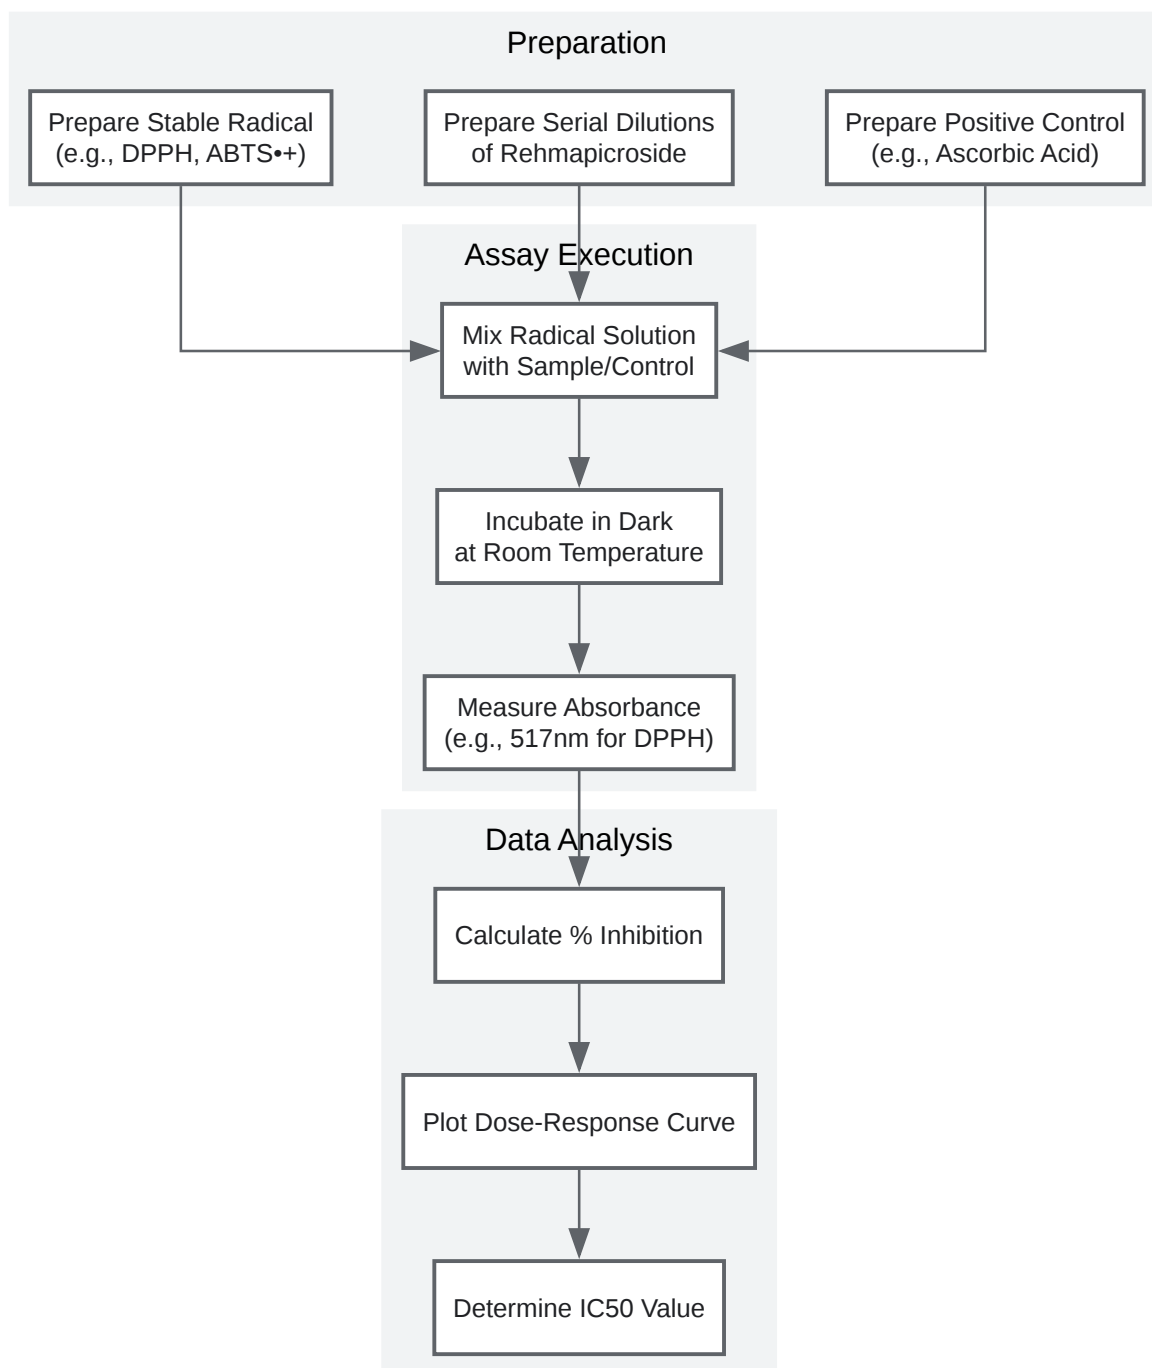 Preparation
Prepare Stable Radical
(e.g., DPPH, ABTS•+)
Prepare Serial Dilutions
of Rehmapicroside
Prepare Positive Control
(e.g., Ascorbic Acid)
Assay Execution
Mix Radical Solution
with Sample/Control
Incubate in Dark
at Room Temperature
Measure Absorbance
(e.g., 517nm for DPPH)
Data Analysis
Calculate % Inhibition
Plot Dose-Response Curve
Determine IC50 Value